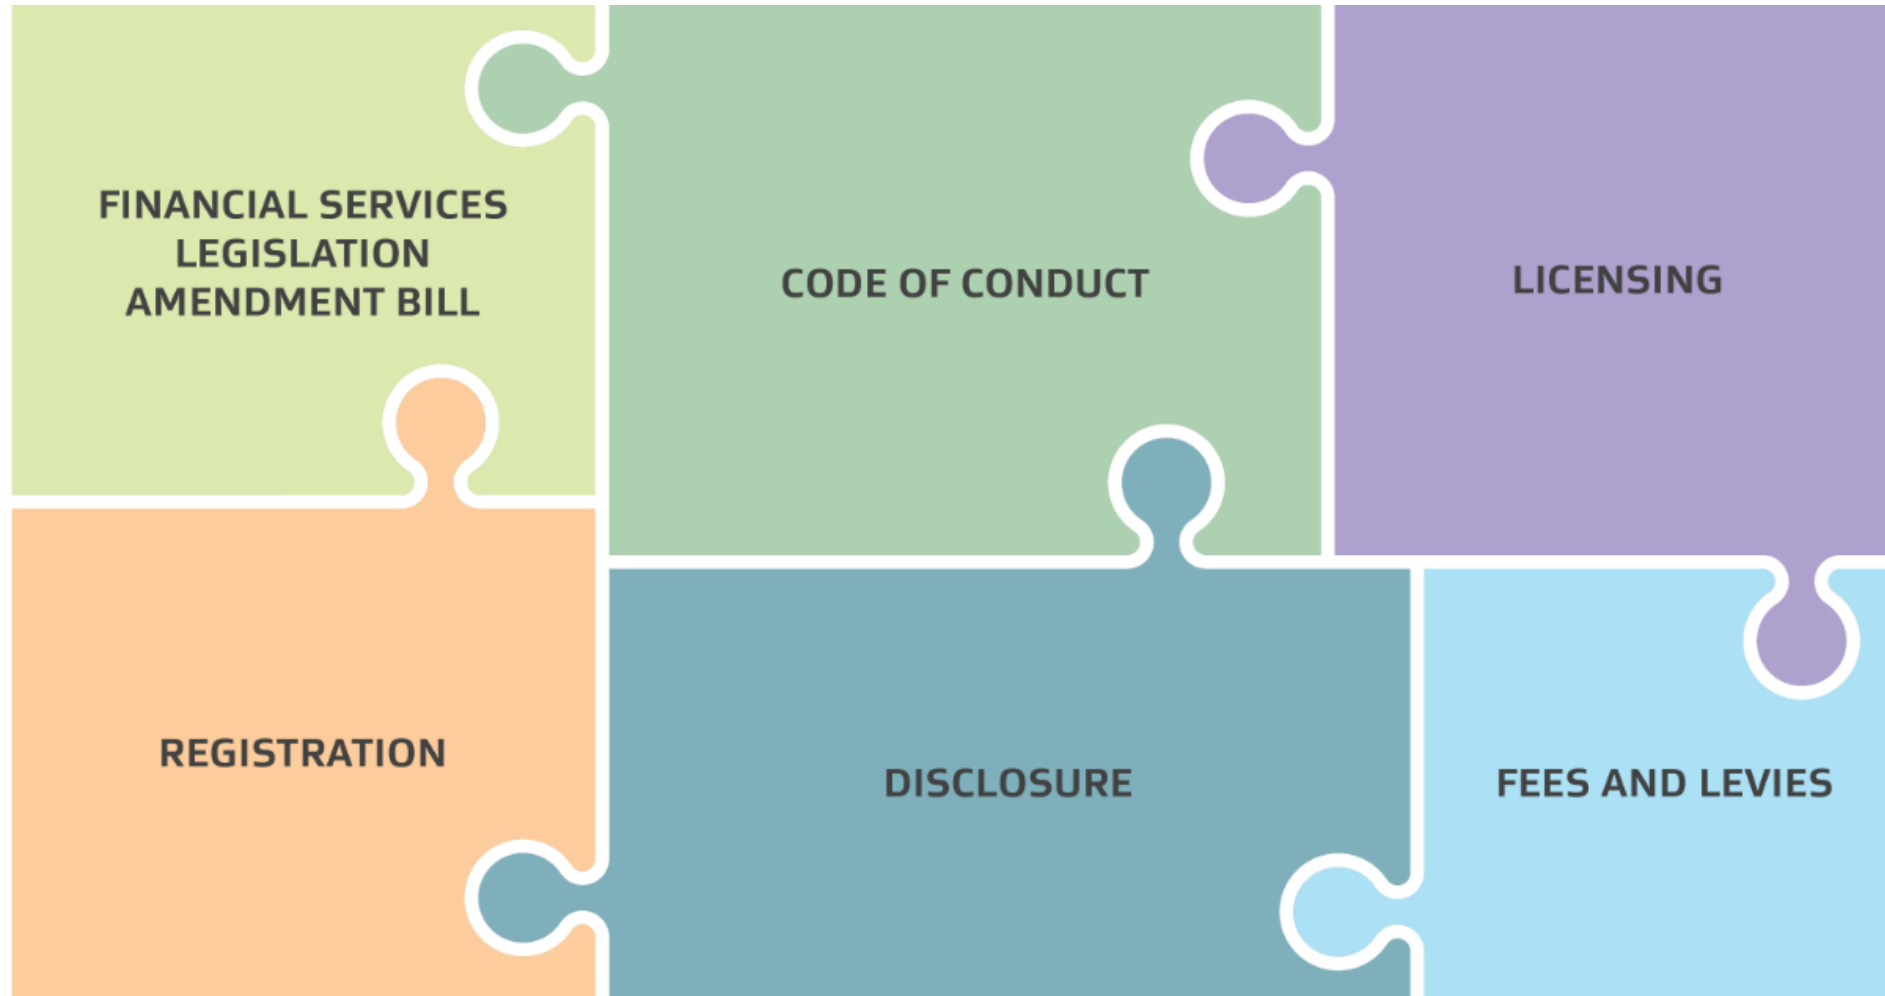 FINANCIAL SERVICES
LEGISLATION
AMENDMENT BILL
CODE OF CONDUCT
LICENSING
REGISTRATION
DISCLOSURE
FEES AND LEVIES